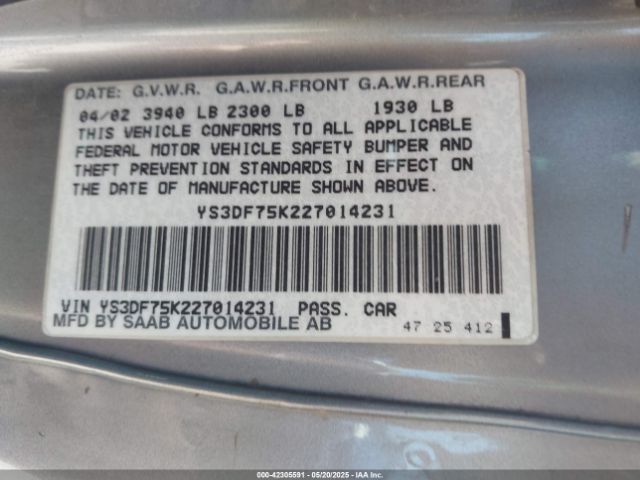 DATE: G.V.W.R. G.A.W.R.FRONT G.A.W.R.REAR
04/02 3940 LB 2300 LB 1930 LB
THIS VEHICLE CONFORMS TO ALL APPLICABLE
FEDERAL MOTOR VEHICLE SAFETY BUMPER AND
THEFT PREVENTION STANDARDS IN EFFECT ON
THE DATE OF MANUFACTURE SHOWN ABOVE.
YS3DF75K227014231
VIN YS3DF75K227014231 PASS. CAR
MFD BY SAAB AUTOMOBILE AB 47 25 412
000-42305591 - 05/20/2025 - IAAI.COM